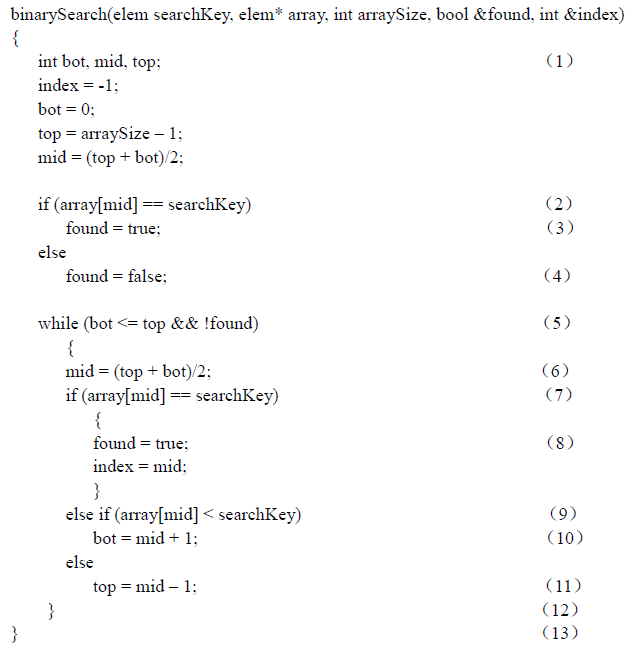 binarySearch(elem searchKey, elem* array, int arraySize, bool &found, int &index)
{
int bot, mid, top; (1)
index = -1;
bot = 0;
top = arraySize – 1;
mid = (top + bot)/2;
if (array[mid] == searchKey) (2)
found = true; (3)
else
found = false; (4)
while (bot <= top && !found) (5)
{
mid = (top + bot)/2; (6)
if (array[mid] == searchKey) (7)
{
found = true; (8)
index = mid;
}
else if (array[mid] < searchKey) (9)
bot = mid + 1; (10)
else
top = mid – 1; (11)
} (12)
} (13)